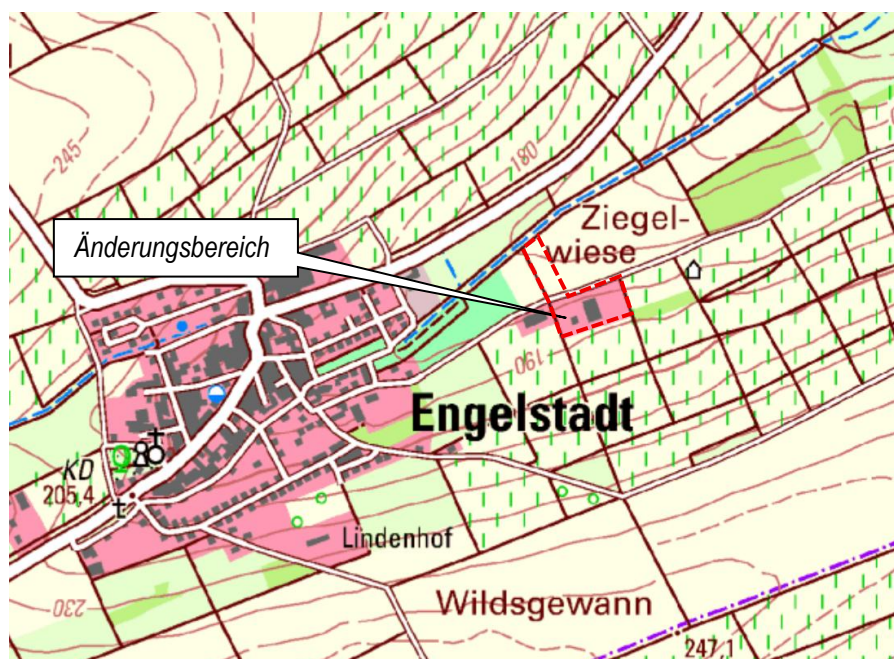 245
180
Ziegel-
wiese
Änderungsbereich
190
Engelstadt
KD
205,4
Lindenhof
230
Wildsgewann
247,1